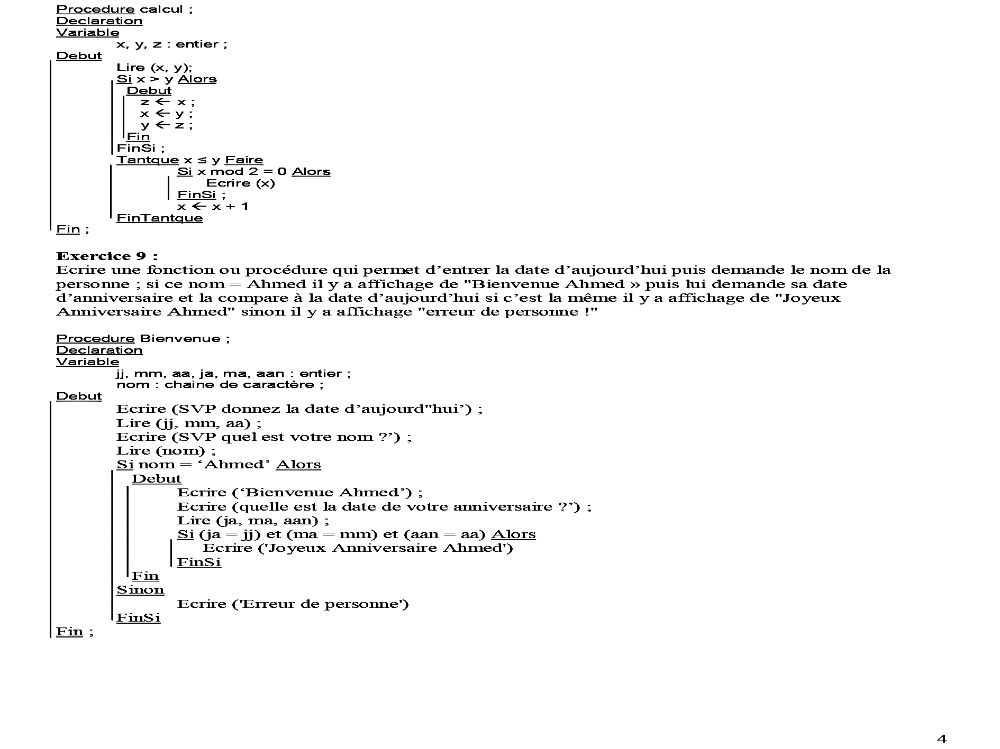 Procedure calcul ;
Declaration
Variable
x, y, z : entier ;
Debut
Lire (x, y);
Si x > y Alors
Debut
z ← x ;
x ← y ;
y ← z ;
Fin
FinSi ;
Tantque x ≤ y Faire
Si x mod 2 = 0 Alors
Ecrire (x)
FinSi ;
x ← x + 1
FinTantque
Fin ;
Exercice 9 :
Ecrire une fonction ou procédure qui permet d’entrer la date d’aujourd’hui puis demande le nom de la
personne ; si ce nom = Ahmed il y a affichage de "Bienvenue Ahmed » puis lui demande sa date
d’anniversaire et la compare à la date d’aujourd’hui si c’est la même il y a affichage de "Joyeux
Anniversaire Ahmed" sinon il y a affichage "erreur de personne !"
Procedure Bienvenue ;
Declaration
Variable
jj, mm, aa, ja, ma, aan : entier ;
nom : chaine de caractère ;
Debut
Ecrire (SVP donnez la date d’aujourd"hui’) ;
Lire (jj, mm, aa) ;
Ecrire (SVP quel est votre nom ?’) ;
Lire (nom) ;
Si nom = ‘Ahmed’ Alors
Debut
Ecrire (‘Bienvenue Ahmed’) ;
Ecrire (quelle est la date de votre anniversaire ?’) ;
Lire (ja, ma, aan) ;
Si (ja = jj) et (ma = mm) et (aan = aa) Alors
Ecrire ('Joyeux Anniversaire Ahmed')
FinSi
Fin
Sinon
Ecrire ('Erreur de personne')
FinSi
Fin ;
4